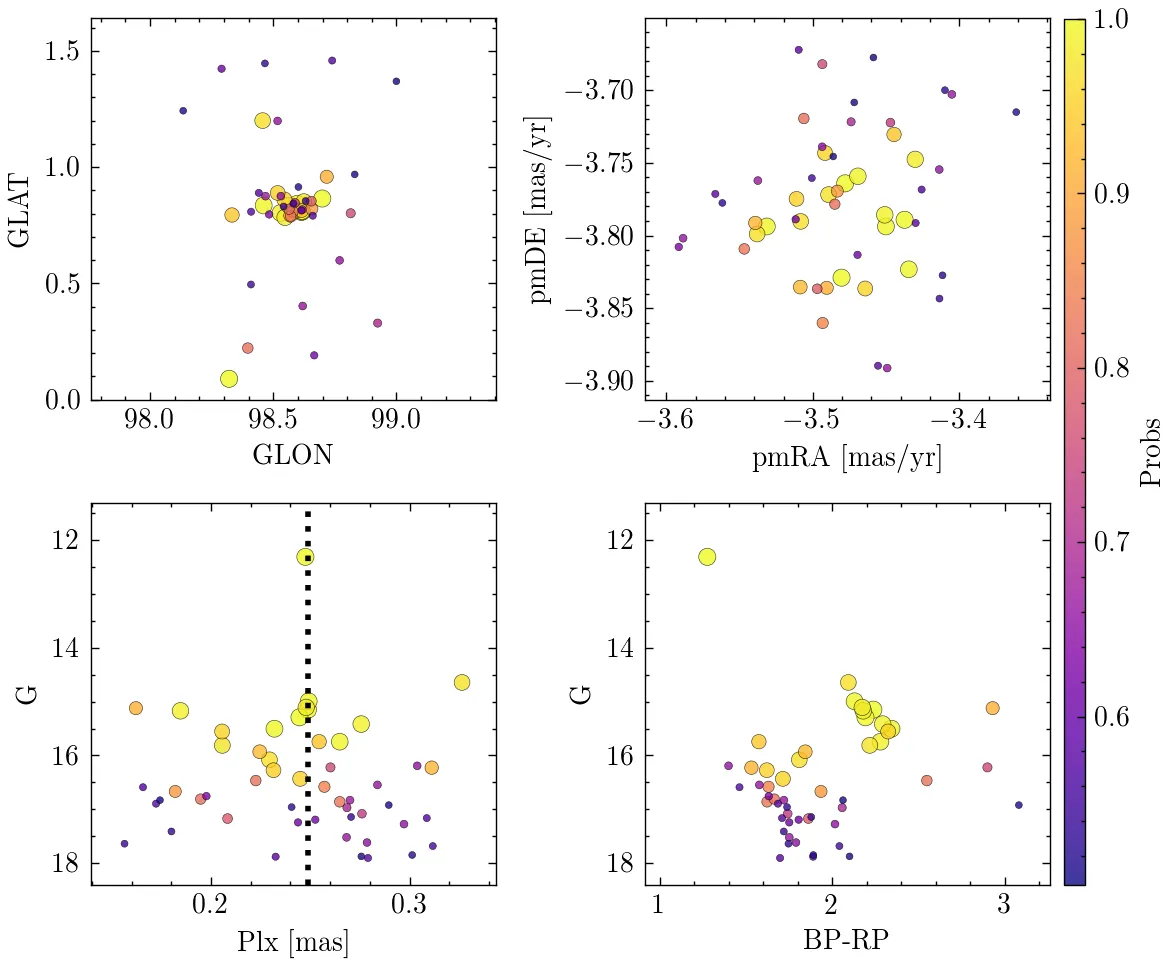 1.5
1.0
0.5
0.0
GLAT
98.0 98.5 99.0
GLON
−3.70
−3.75
−3.80
−3.85
−3.90
pmDE [mas/yr]
−3.6 −3.5 −3.4
pmRA [mas/yr]
12
14
16
18
G
0.2 0.3
Plx [mas]
12
14
16
18
G
1 2 3
BP-RP
1.0
0.9
0.8
0.7
0.6
Probs